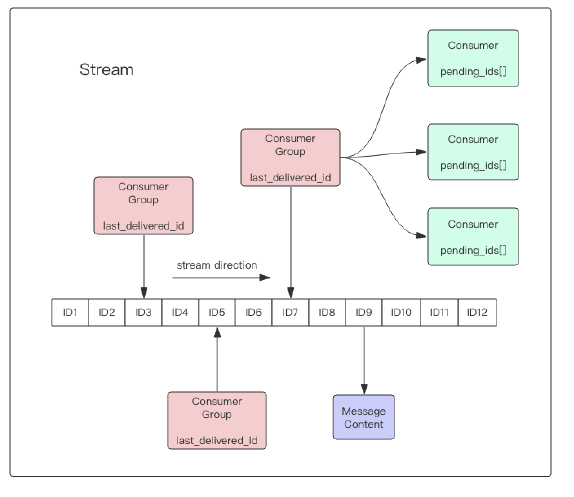 Stream
Consumer
pending_ids[]
Consumer
Group
last_delivered_id
Consumer
pending_ids[]
Consumer
Group
last_delivered_id
Consumer
pending_ids[]
stream direction
ID1 ID2 ID3 ID4 ID5 ID6 ID7 ID8 ID9 ID10 ID11 ID12
Consumer
Group
last_delivered_id
Message
Content